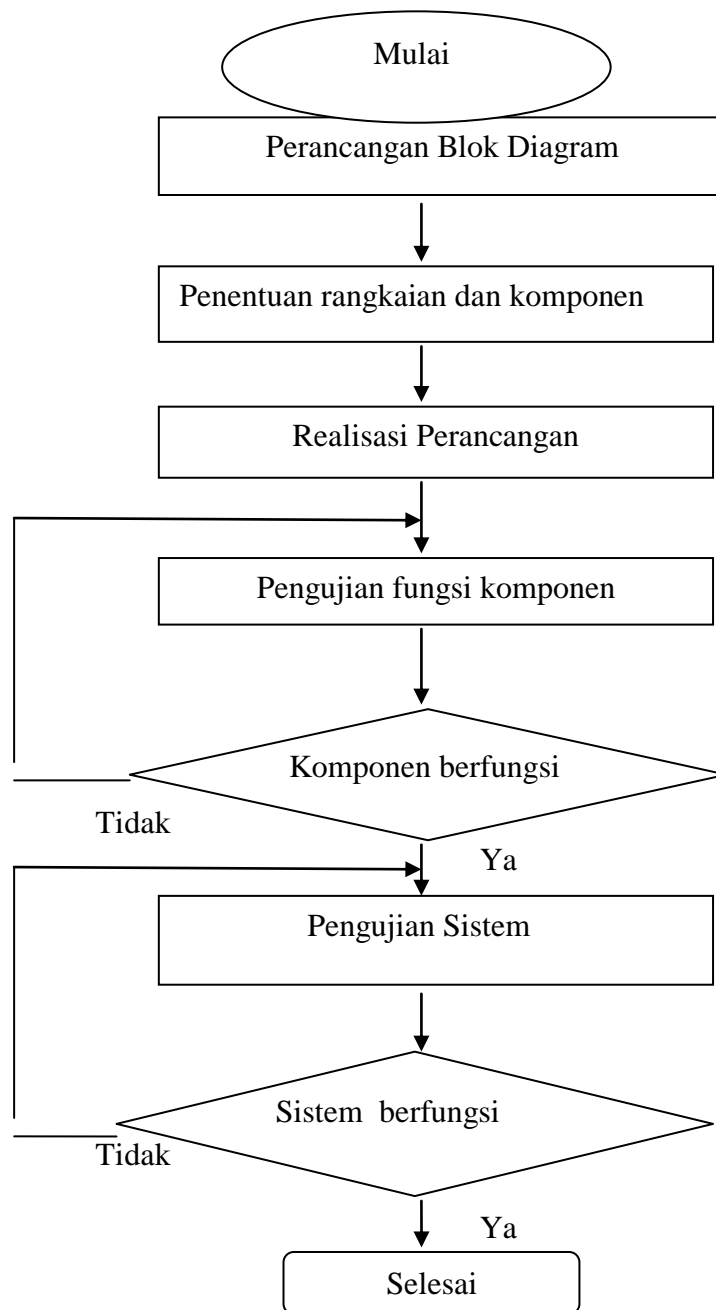 Mulai
Perancangan Blok Diagram
Penentuan rangkaian dan komponen
Realisasi Perancangan
Pengujian fungsi komponen
Komponen berfungsi
Tidak
Ya
Pengujian Sistem
Sistem berfungsi
Tidak
Ya
Selesai